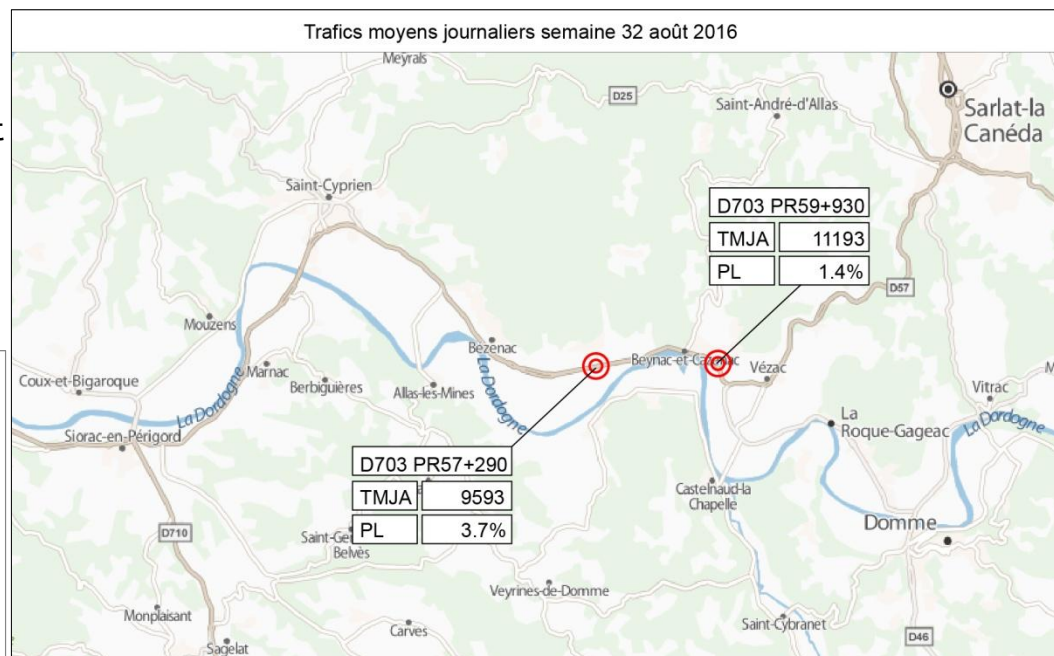 Trafics moyens journaliers semaine 32 août 2016
t
Meyrals
D25
Saint-André-d'Allas
Sarlat-la
Canéda
Saint-Cyprien
D703 PR59+930
TMJA 11193
PL 1.4%
D57
Mouzens
Bézenac
Beynac-et-Cazenac
Coux-et-Bigaroque
Marnac
Berbiguières
Allas-les-Mines
Vézac
Vitrac
M
La Dordogne
La Dordogne
La
Roque-Gageac
La Dordogne
Siorac-en-Périgord
D703 PR57+290
TMJA 9593
PL 3.7%
Castelnaud-la
Chapelle
Domme
D710
Saint-Ge
Belvès
Veyrines-de-Domme
Monplaisant
Carves
Saint-Cybranet
D46
Sagelat